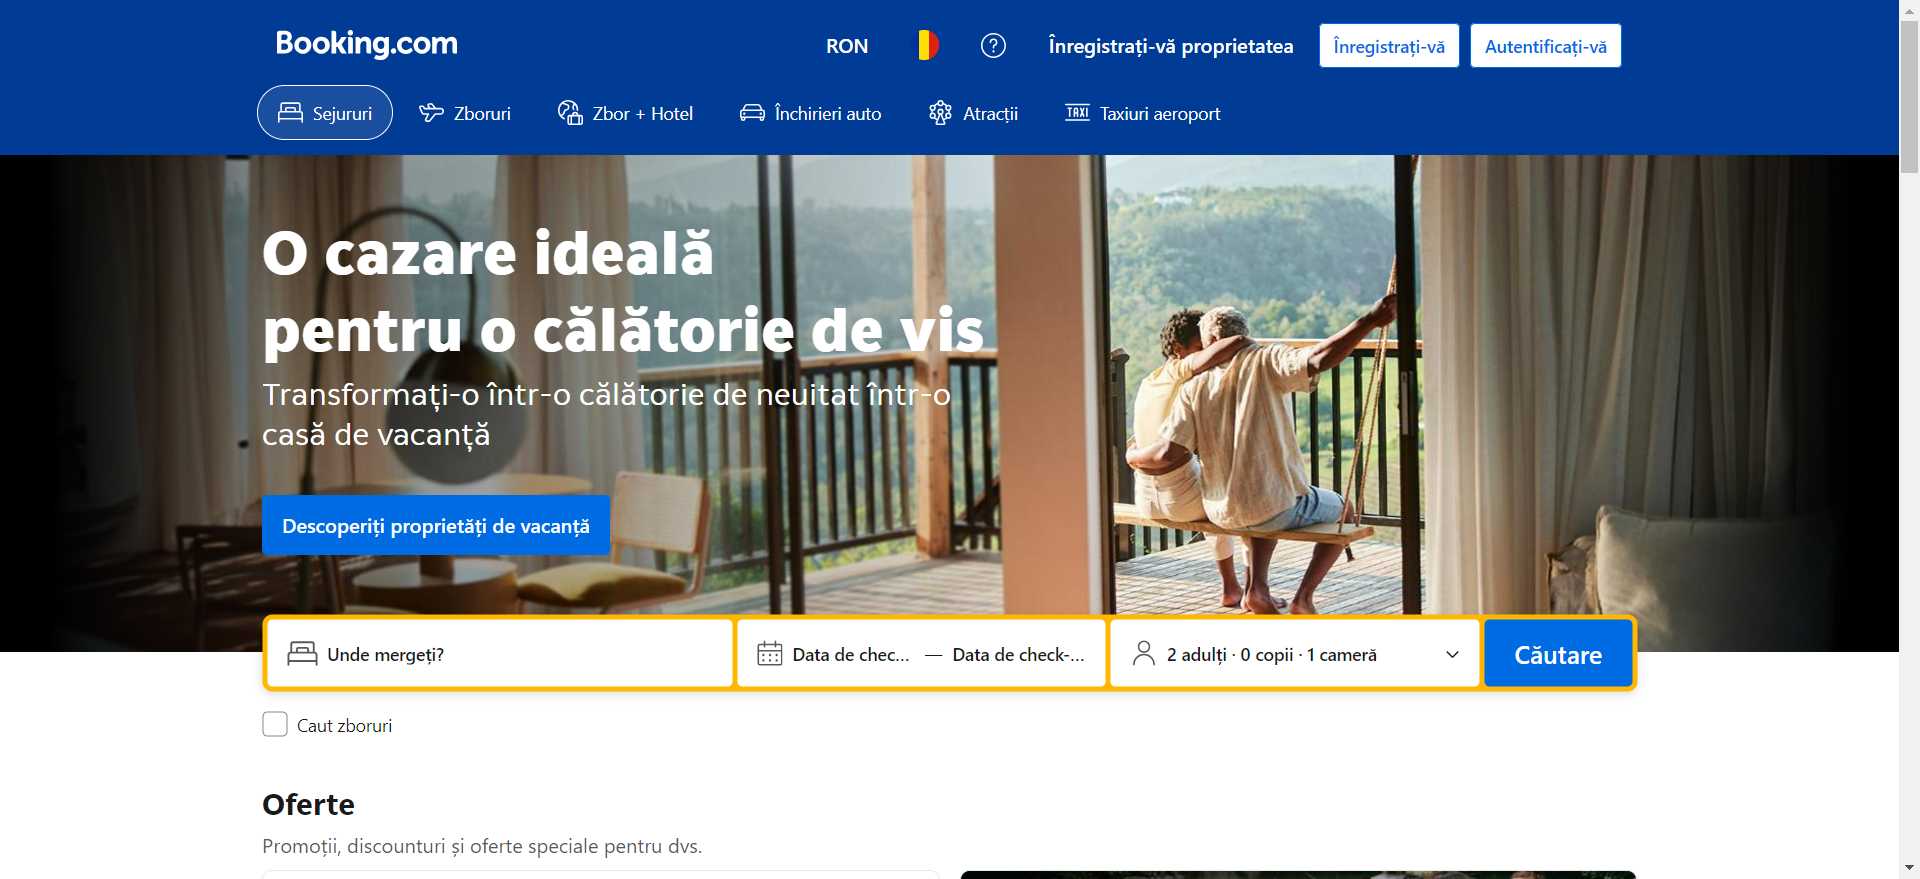 Booking.com
RON
Înregistrați-vă proprietatea
Înregistrați-vă
Autentificați-vă
Sejururi
Zboruri
Zbor + Hotel
Închirieri auto
Atracții
TAXI
Taxiuri aeroport
O cazare ideală
pentru o călătorie de vis
Transformați-o într-o călătorie de neuitat într-o
casă de vacanță
Descoperiți proprietăți de vacanță
Unde mergeți?
Data de chec... — Data de check-...
2 adulți · 0 copii · 1 cameră
Căutare
Caut zboruri
Oferte
Promoții, discounturi și oferte speciale pentru dvs.